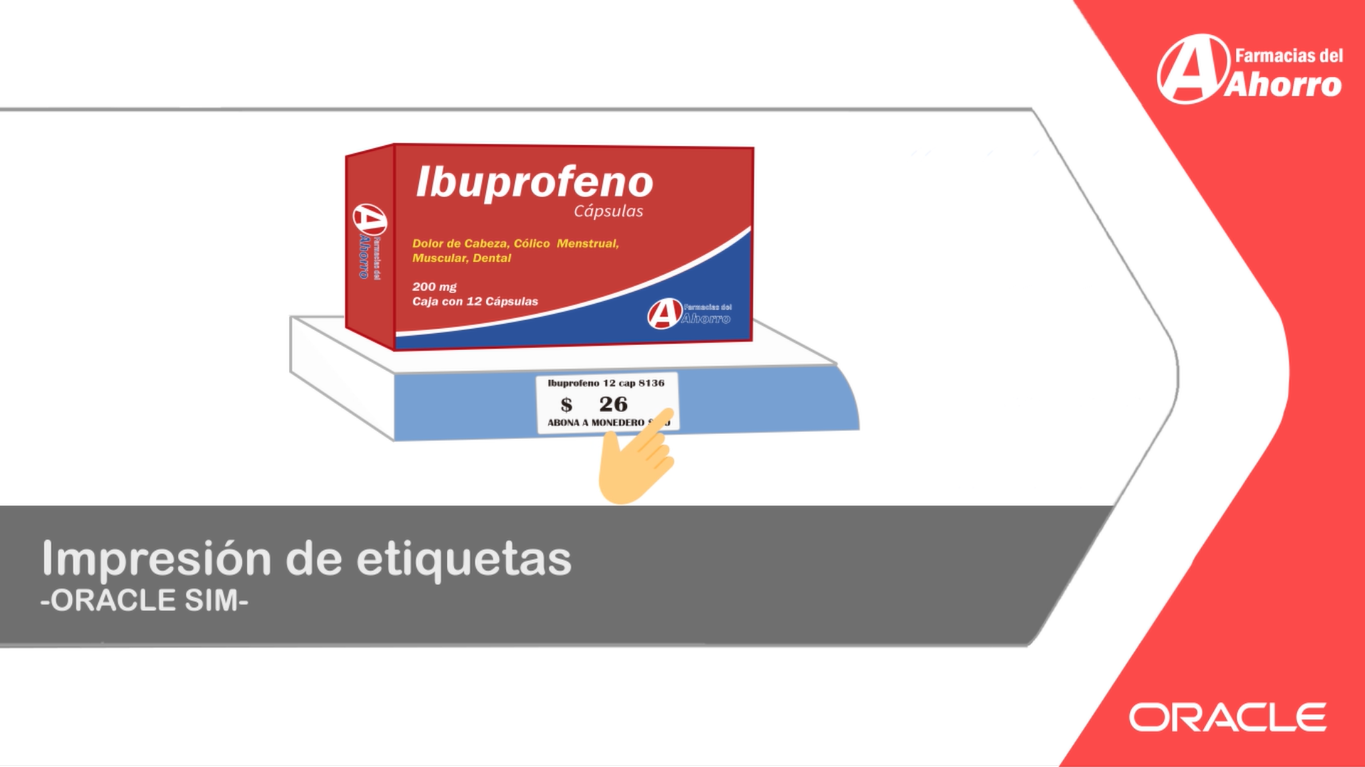 Farmacias del
Ahorro
Ibuprofeno
Cápsulas
Dolor de Cabeza, Cólico Menstrual,
Muscular, Dental
200 mg
Caja con 12 Cápsulas
Farmacias del
Ahorro
Farmacias del
Ahorro
Ibuprofeno 12 cap 8136
$ 26
ABONA A MONEDERO
Impresión de etiquetas
-ORACLE SIM-
ORACLE